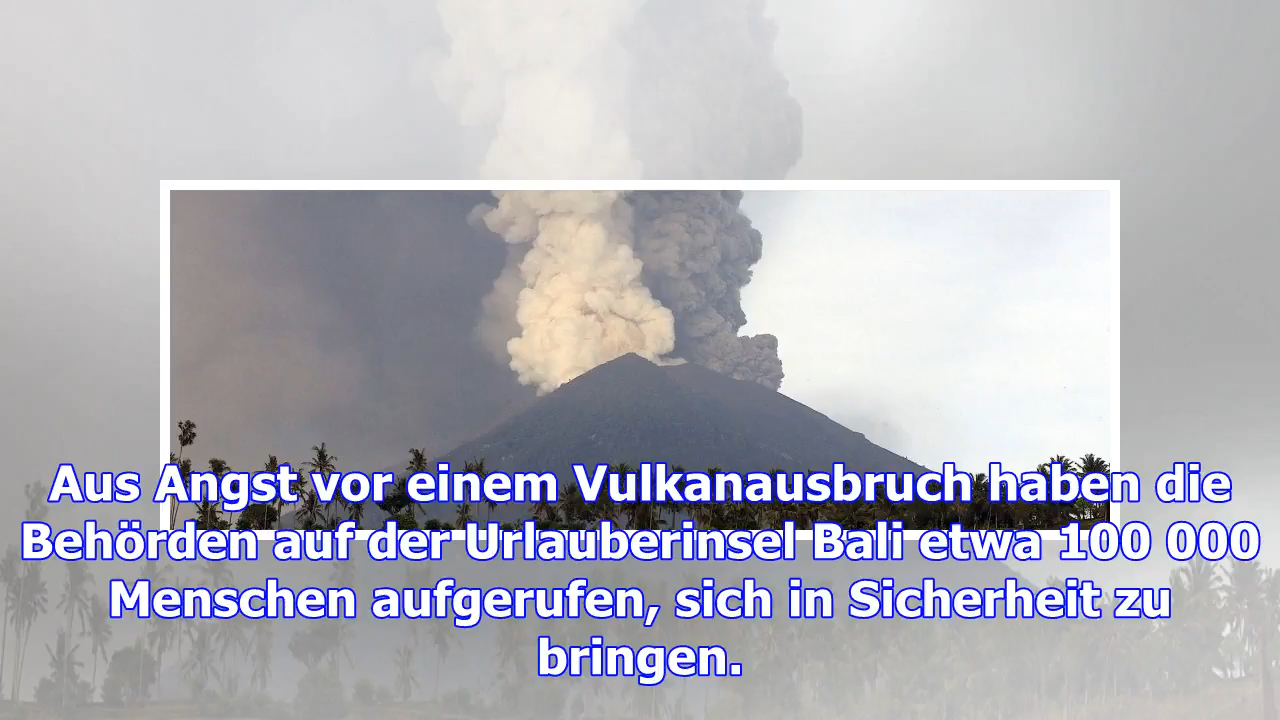 Aus Angst vor einem Vulkanausbruch haben die
Behörden auf der Urlauberinsel Bali etwa 100 000
Menschen aufgerufen, sich in Sicherheit zu
bringen.